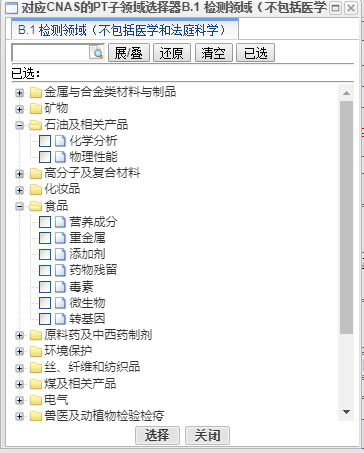 对应CNAS的PT子领域选择器B.1 检测领域（不包括医学
B.1 检测领域（不包括医学和法庭科学）
展/叠 还原 清空 已选
已选：
金属与合金类材料与制品
矿物
石油及相关产品
化学分析
物理性能
高分子及复合材料
化妆品
食品
营养成分
重金属
添加剂
药物残留
毒素
微生物
转基因
原料药及中西药制剂
环境保护
丝、纤维和纺织品
煤及相关产品
电气
兽医及动植物检验检疫
选择 关闭